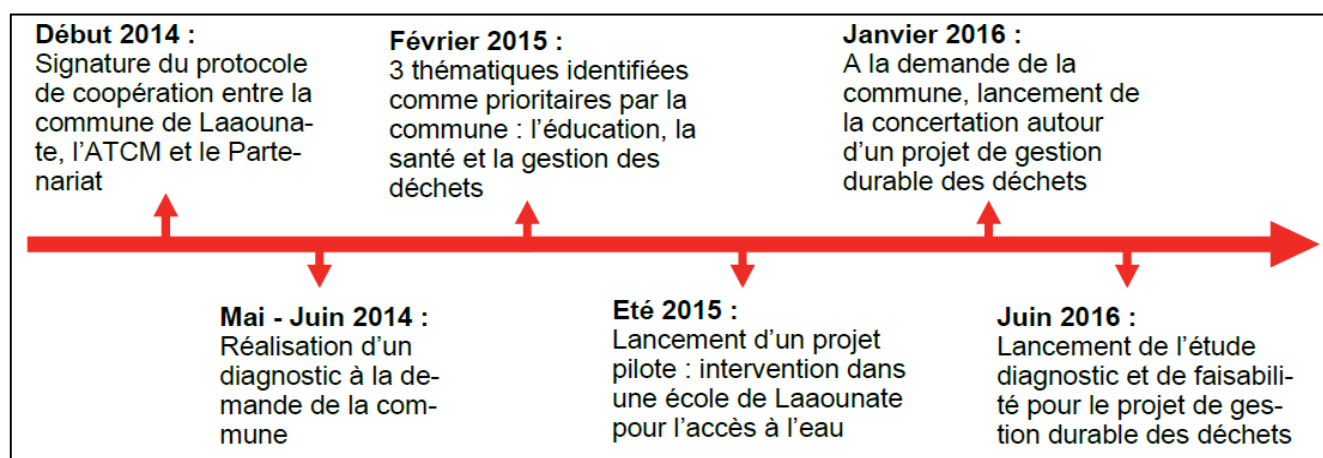 Début 2014 :
Signature du protocole
de coopération entre la
commune de Laaouna-
te, l'ATCM et le Parte-
nariat
Mai - Juin 2014 :
Réalisation d'un
diagnostic à la de-
mande de la com-
mune
Février 2015 :
3 thématiques identifiées
comme prioritaires par la
commune : l'éducation, la
santé et la gestion des
déchets
Eté 2015 :
Lancement d'un projet
pilote : intervention dans
une école de Laaounate
pour l'accès à l'eau
Janvier 2016 :
A la demande de la
commune, lancement de
la concertation autour
d'un projet de gestion
durable des déchets
Juin 2016 :
Lancement de l'étude
diagnostic et de faisabili-
té pour le projet de ges-
tion durable des déchets